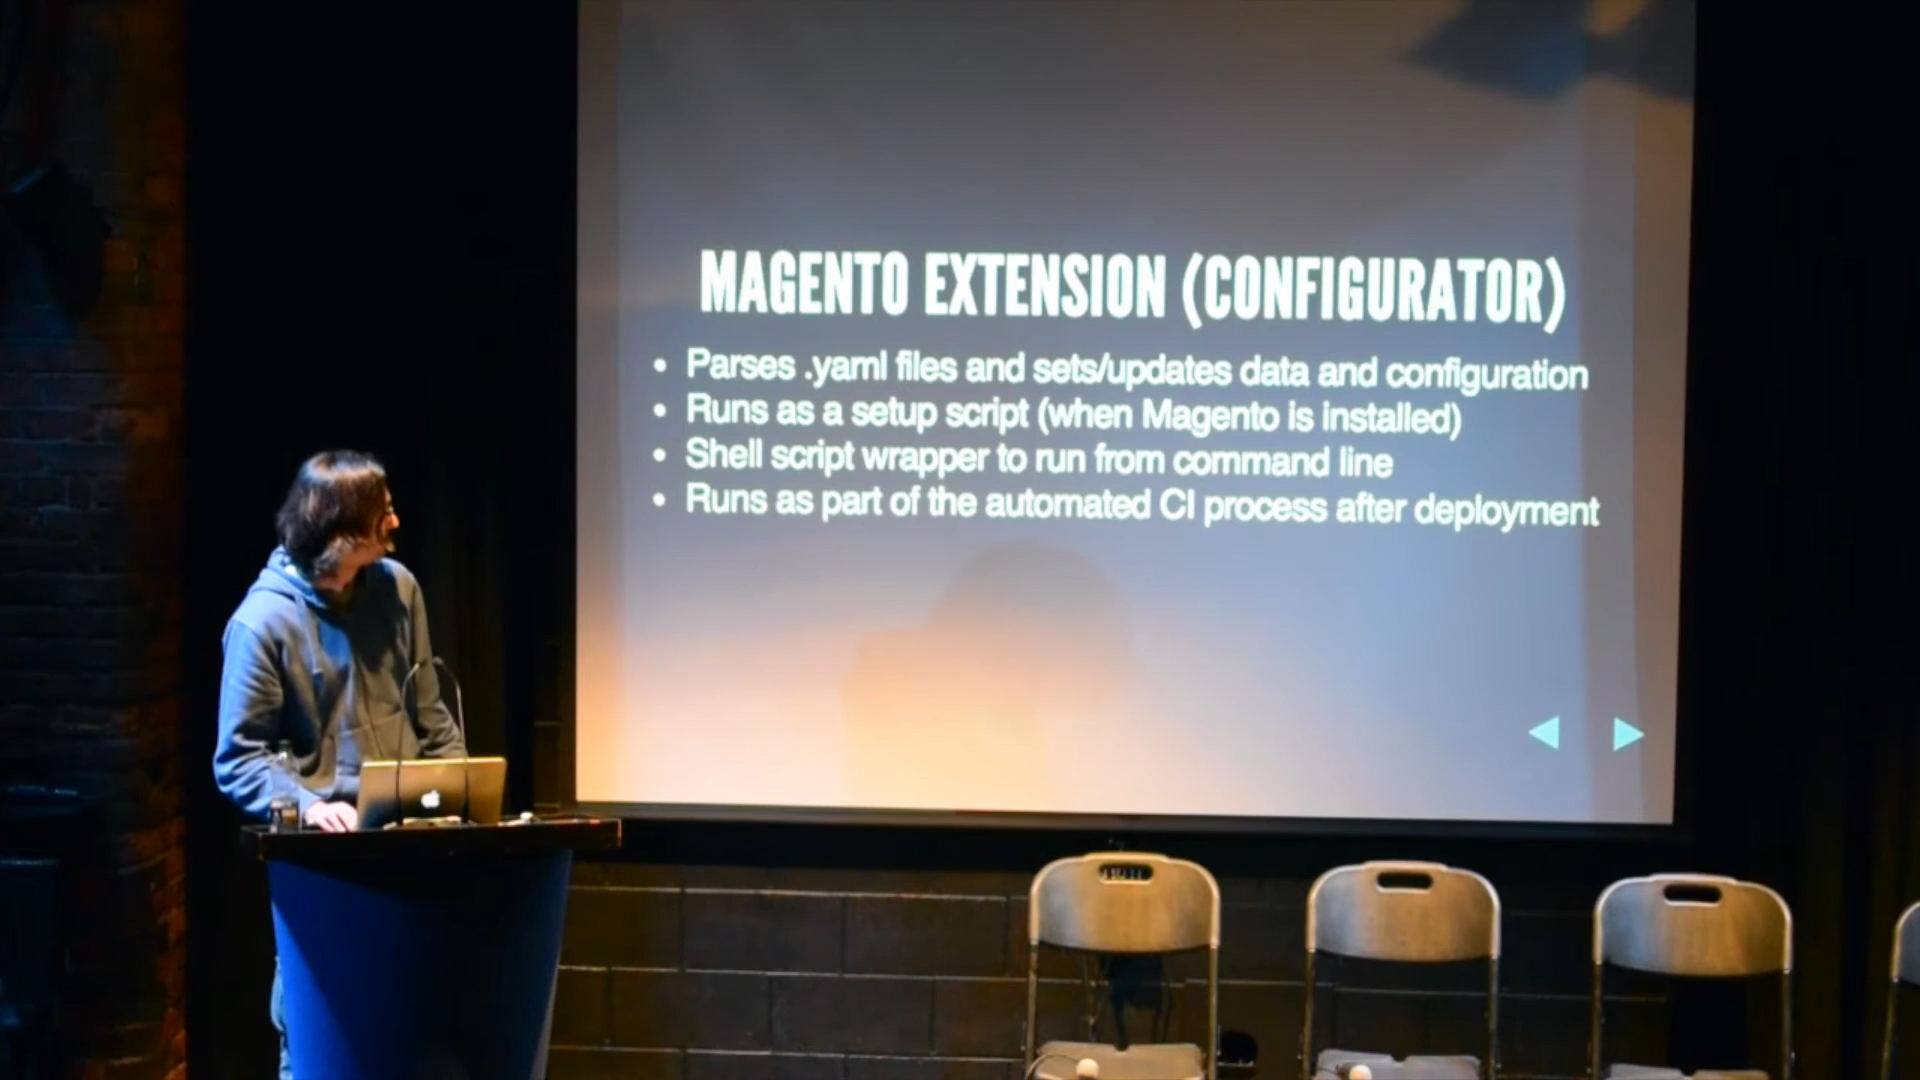 MAGENTO EXTENSION (CONFIGURATOR)
• Parses .yaml files and sets/updates data and configuration
• Runs as a setup script (when Magento is installed)
• Shell script wrapper to run from command line
• Runs as part of the automated CI process after deployment